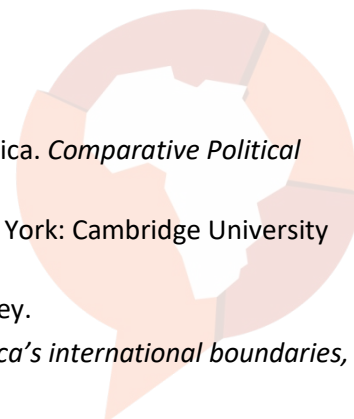 ica. Comparative Political
York: Cambridge University
ey.
ca's international boundaries,